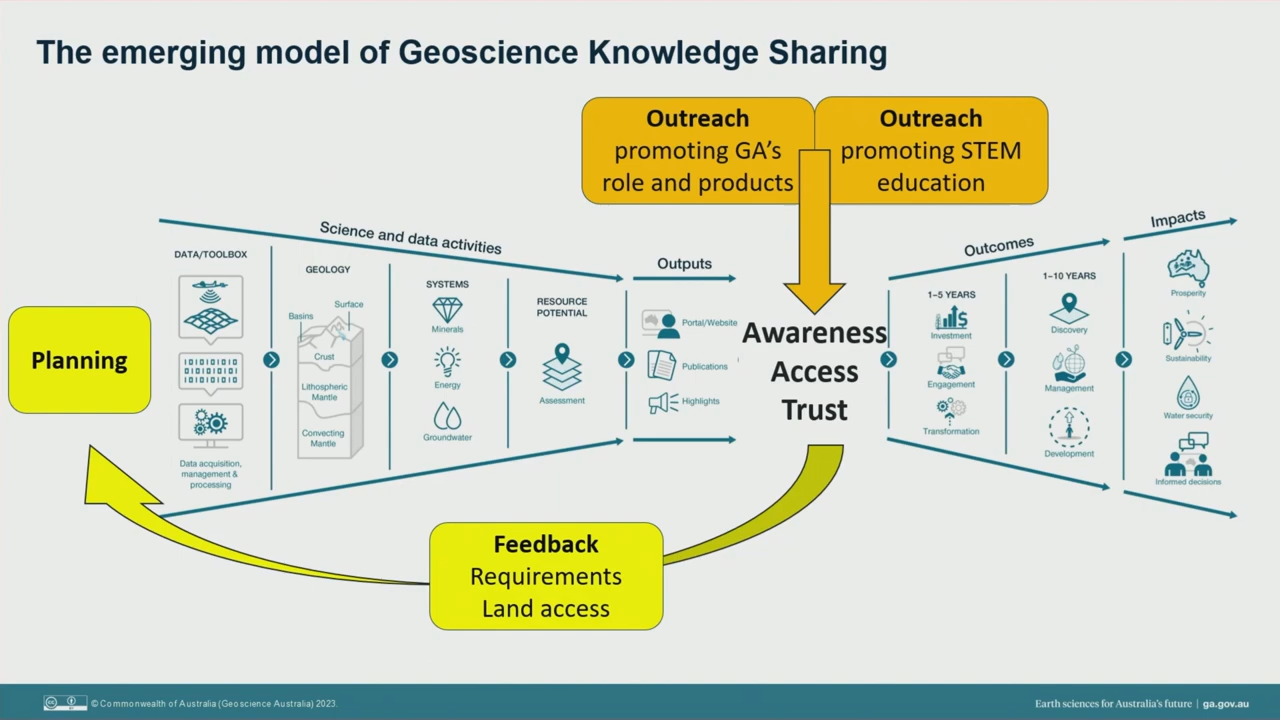 The emerging model of Geoscience Knowledge Sharing
Outreach
promoting GA's
role and products
Outreach
promoting STEM
education
Science and data activities
Outputs
Outcomes
Impacts
Planning
DATA/TOOLBOX
Data acquisition,
management &
processing
GEOLOGY
Surface
Basins
Crust
Lithospheric
Mantle
Convecting
Mantle
SYSTEMS
Minerals
Energy
Groundwater
RESOURCE
POTENTIAL
Assessment
Portal/Website
Publications
Highlights
Awareness
Access
Trust
1–5 YEARS
Investment
Engagement
Transformation
1–10 YEARS
Discovery
Management
Development
Prosperity
Sustainability
Water security
Informed decisions
Feedback
Requirements
Land access
© Commonwealth of Australia (Geoscience Australia) 2023.
Earth sciences for Australia's future | ga.gov.au